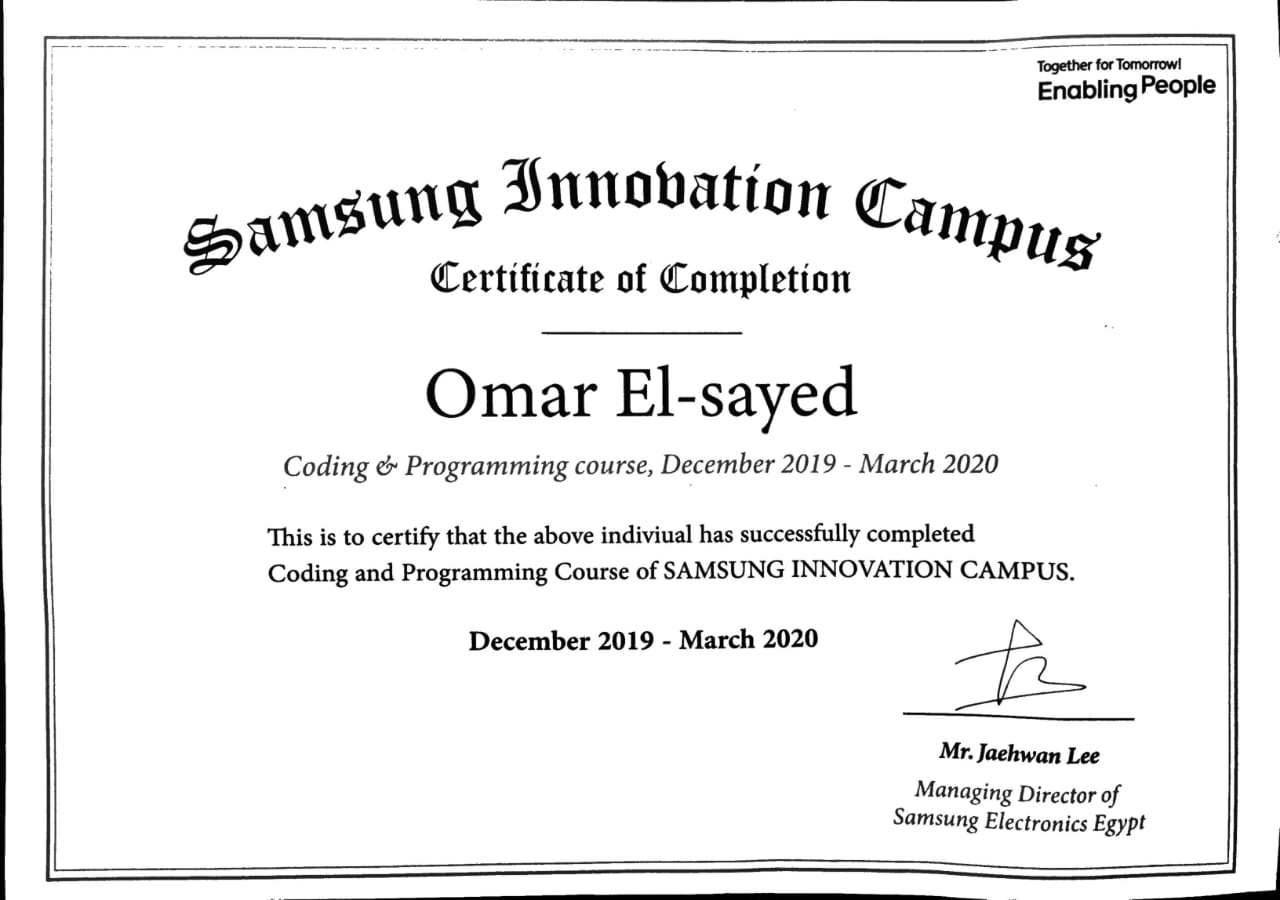 Together for Tomorrow!
Enabling People
Samsung Innovation Campus
Certificate of Completion
Omar El-sayed
Coding & Programming course, December 2019 - March 2020
This is to certify that the above indiviual has successfully completed
Coding and Programming Course of SAMSUNG INNOVATION CAMPUS.
December 2019 - March 2020
Mr. Jaehwan Lee
Managing Director of
Samsung Electronics Egypt